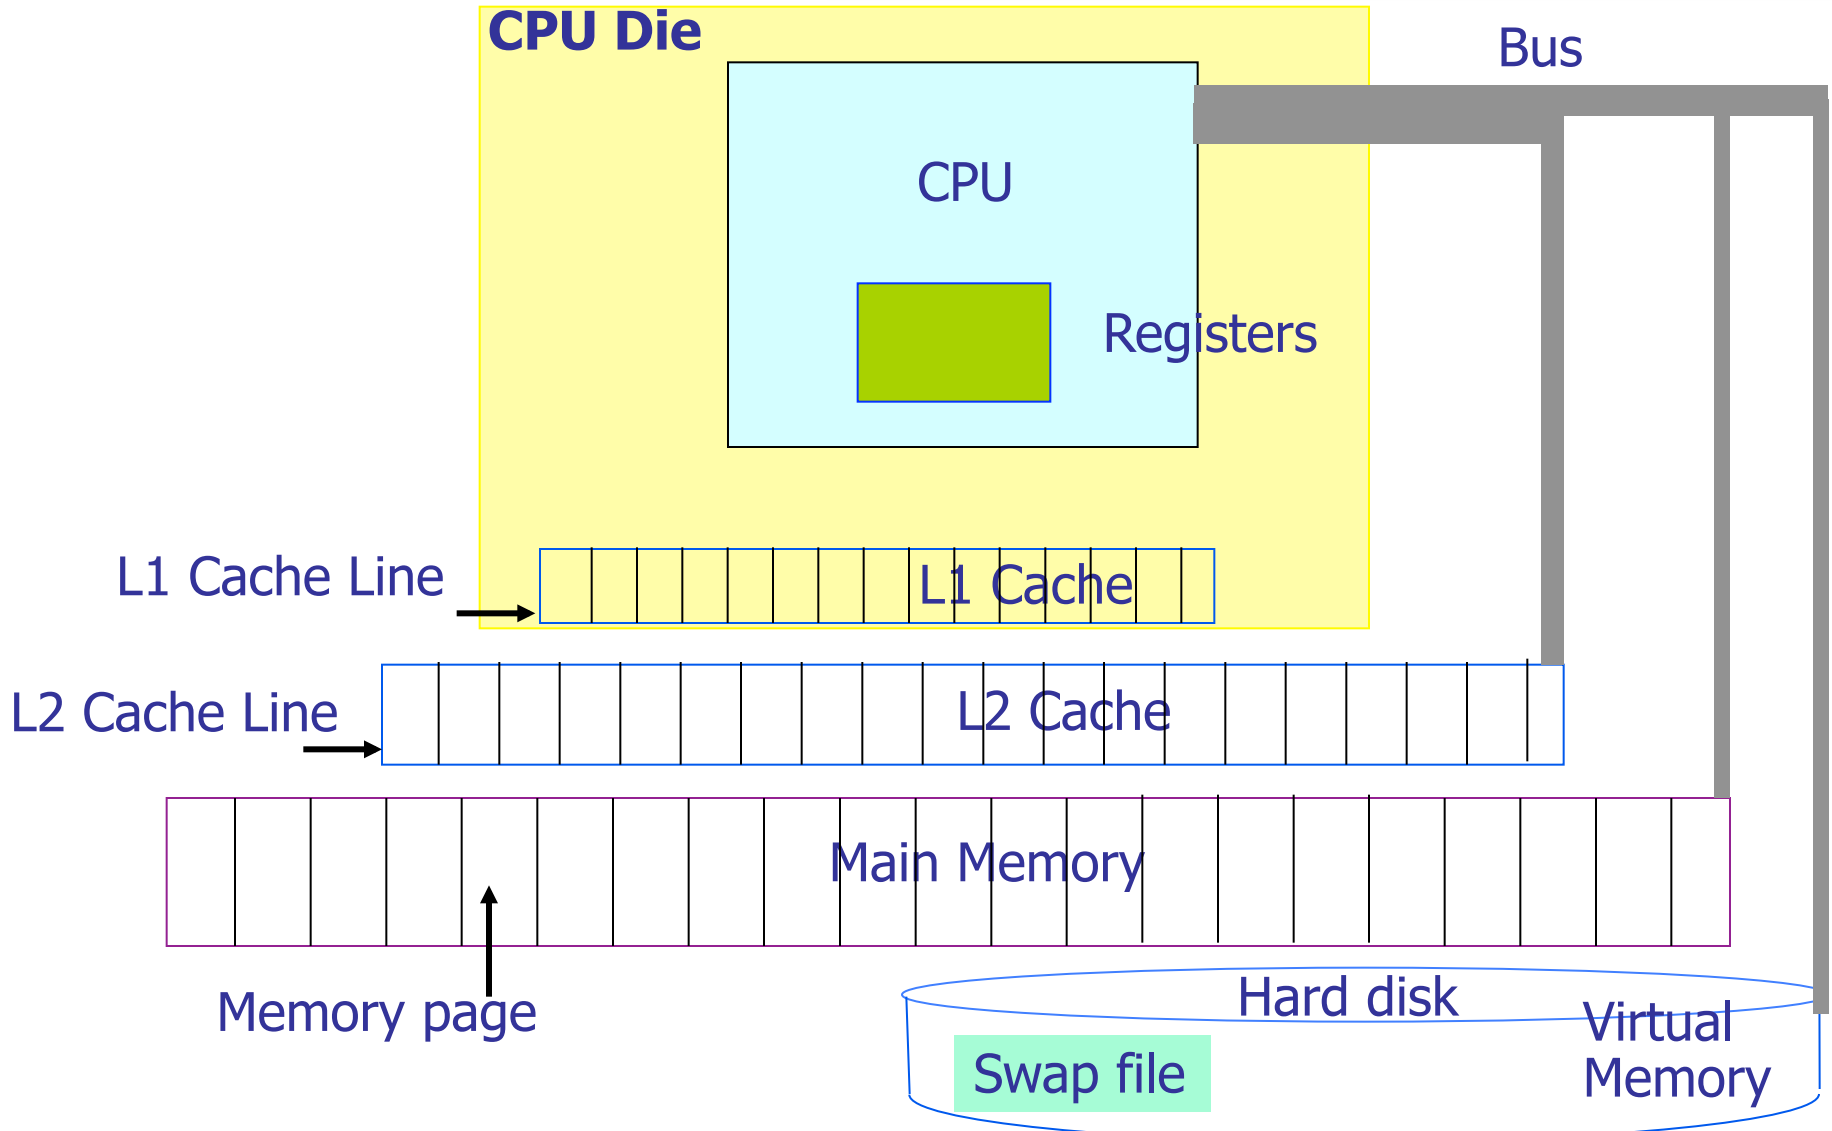 CPU Die
Bus
CPU
Registers
L1 Cache Line
L1 Cache
L2 Cache Line
L2 Cache
Main Memory
Memory page
Hard disk
Virtual
Memory
Swap file